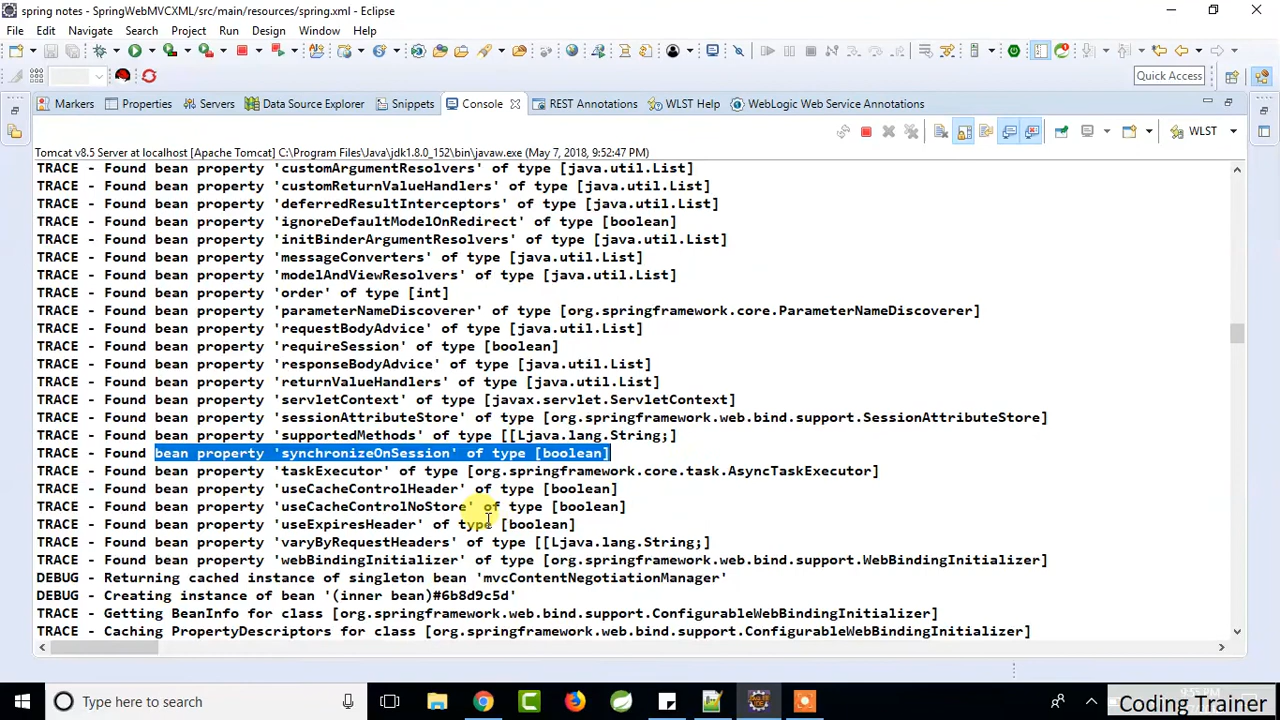 spring notes - SpringWebMVCXML/src/main/resources/spring.xml - Eclipse
File Edit Navigate Search Project Run Design Window Help
Quick Access
Markers Properties Servers Data Source Explorer Snippets Console REST Annotations WLST Help WebLogic Web Service Annotations
WLST
Tomcat v8.5 Server at localhost [Apache Tomcat] C:\Program Files\Java\jdk1.8.0_152\bin\javaw.exe (May 7, 2018, 9:52:47 PM)
TRACE - Found bean property 'customArgumentResolvers' of type [java.util.List]
TRACE - Found bean property 'customReturnValueHandlers' of type [java.util.List]
TRACE - Found bean property 'deferredResultInterceptors' of type [java.util.List]
TRACE - Found bean property 'ignoreDefaultModelOnRedirect' of type [boolean]
TRACE - Found bean property 'initBinderArgumentResolvers' of type [java.util.List]
TRACE - Found bean property 'messageConverters' of type [java.util.List]
TRACE - Found bean property 'modelAndViewResolvers' of type [java.util.List]
TRACE - Found bean property 'order' of type [int]
TRACE - Found bean property 'parameterNameDiscoverer' of type [org.springframework.core.ParameterNameDiscoverer]
TRACE - Found bean property 'requestBodyAdvice' of type [java.util.List]
TRACE - Found bean property 'requireSession' of type [boolean]
TRACE - Found bean property 'responseBodyAdvice' of type [java.util.List]
TRACE - Found bean property 'returnValueHandlers' of type [java.util.List]
TRACE - Found bean property 'servletContext' of type [javax.servlet.ServletContext]
TRACE - Found bean property 'sessionAttributeStore' of type [org.springframework.web.bind.support.SessionAttributeStore]
TRACE - Found bean property 'supportedMethods' of type [[Ljava.lang.String;]
TRACE - Found bean property 'synchronizeOnSession' of type [boolean]
TRACE - Found bean property 'taskExecutor' of type [org.springframework.core.task.AsyncTaskExecutor]
TRACE - Found bean property 'useCacheControlHeader' of type [boolean]
TRACE - Found bean property 'useCacheControlNoStore' of type [boolean]
TRACE - Found bean property 'useExpiresHeader' of type [boolean]
TRACE - Found bean property 'varyByRequestHeaders' of type [[Ljava.lang.String;]
TRACE - Found bean property 'webBindingInitializer' of type [org.springframework.web.bind.support.WebBindingInitializer]
DEBUG - Returning cached instance of singleton bean 'mvcContentNegotiationManager'
DEBUG - Creating instance of bean '(inner bean)#6b8d9c5d'
TRACE - Getting BeanInfo for class [org.springframework.web.bind.support.ConfigurableWebBindingInitializer]
TRACE - Caching PropertyDescriptors for class [org.springframework.web.bind.support.ConfigurableWebBindingInitializer]
Type here to search
Coding Trainer